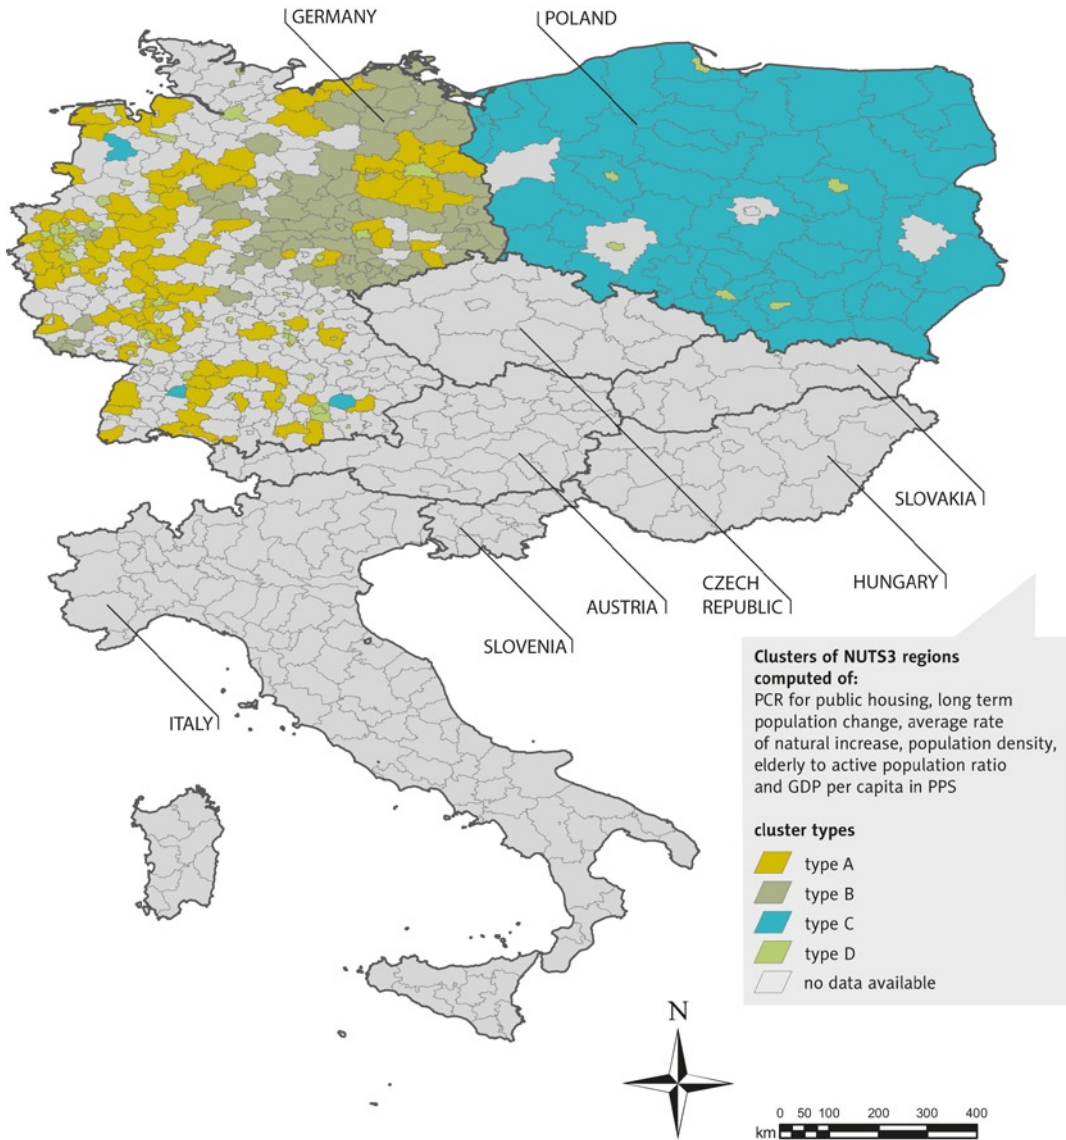 GERMANY
POLAND
SLOVAKIA
CZECH
REPUBLIC
HUNGARY
AUSTRIA
SLOVENIA
ITALY
Clusters of NUTS3 regions
computed of:
PCR for public housing, long term
population change, average rate
of natural increase, population density,
elderly to active population ratio
and GDP per capita in PPS
cluster types
type A
type B
type C
type D
no data available
N
0 50 100 200 300 400
km